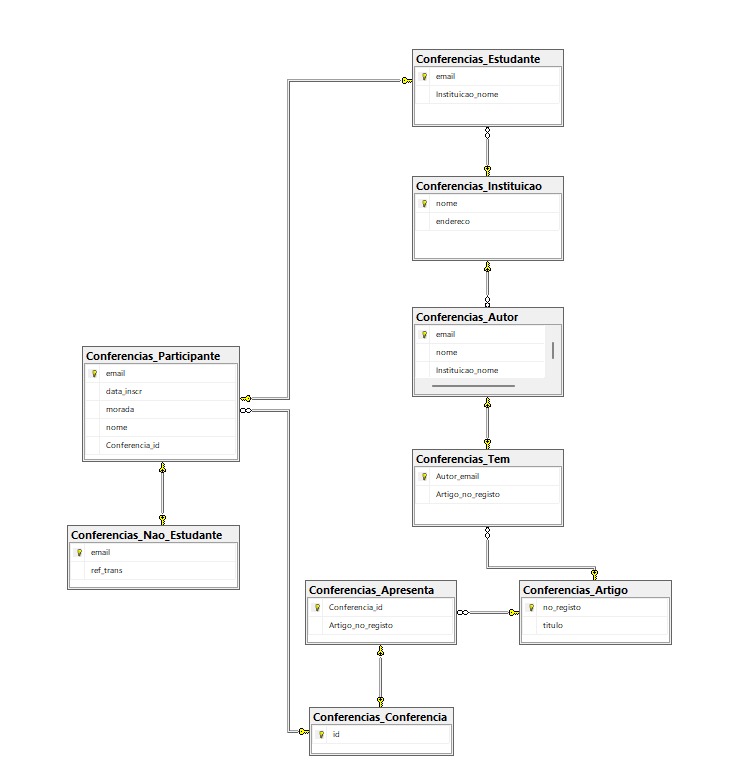 Conferencias_Estudante
email
Instituicao_nome
Conferencias_Instituicao
nome
endereco
Conferencias_Autor
email
nome
Instituicao_nome
Conferencias_Participante
email
data_inscr
morada
nome
Conferencia_id
Conferencias_Tem
Autor_email
Artigo_no_registo
Conferencias_Nao_Estudante
email
ref_trans
Conferencias_Apresenta
Conferencia_id
Artigo_no_registo
Conferencias_Artigo
no_registo
titulo
Conferencias_Conferencia
id